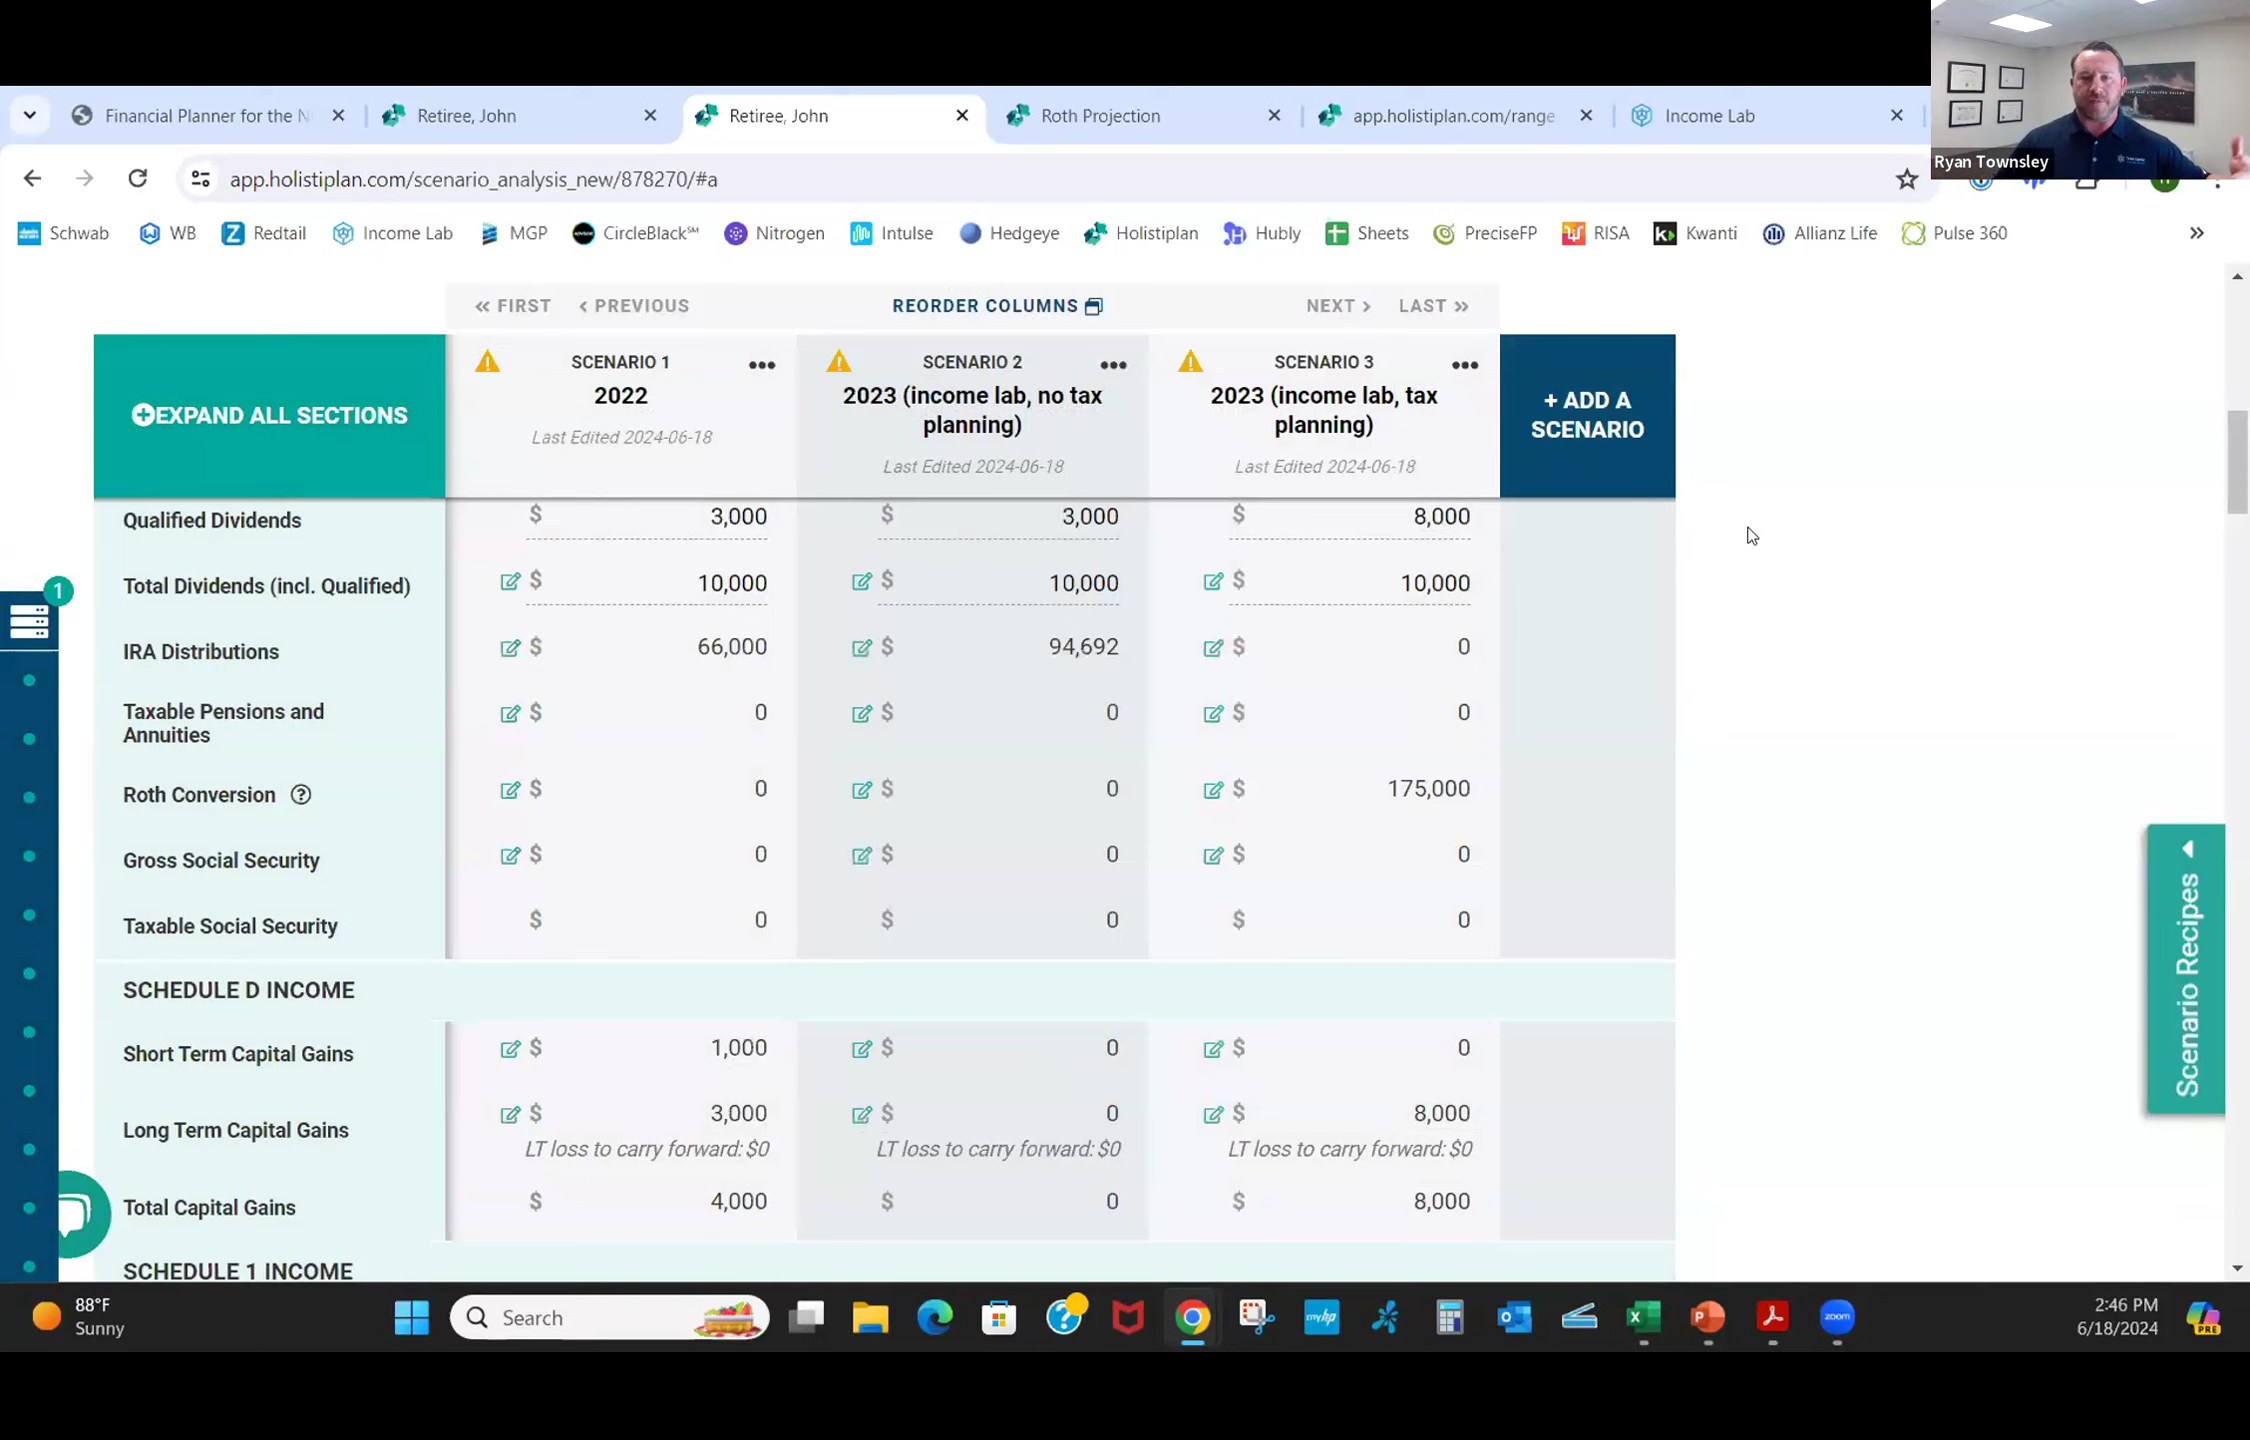 Financial Planner for the N
Retiree, John
Retiree, John
Roth Projection
app.holistiplan.com/range
Income Lab
Ryan Townsley
app.holistiplan.com/scenario_analysis_new/878270/#a
Schwab
WB
Redtail
Income Lab
MGP
CircleBlack℠
Nitrogen
Intulse
Hedgeye
Holistiplan
Hubly
Sheets
PreciseFP
RISA
Kwanti
Allianz Life
Pulse 360
« FIRST
‹ PREVIOUS
REORDER COLUMNS
NEXT ›
LAST »
EXPAND ALL SECTIONS
SCENARIO 1
2022
Last Edited 2024-06-18
SCENARIO 2
2023 (income lab, no tax
planning)
Last Edited 2024-06-18
SCENARIO 3
2023 (income lab, tax
planning)
Last Edited 2024-06-18
+ ADD A
SCENARIO
Qualified Dividends $ 3,000 $ 3,000 $ 8,000
Total Dividends (incl. Qualified) $ 10,000 $ 10,000 $ 10,000
IRA Distributions $ 66,000 $ 94,692 $ 0
Taxable Pensions and
Annuities $ 0 $ 0 $ 0
Roth Conversion ? $ 0 $ 0 $ 175,000
Gross Social Security $ 0 $ 0 $ 0
Taxable Social Security $ 0 $ 0 $ 0
SCHEDULE D INCOME
Short Term Capital Gains $ 1,000 $ 0 $ 0
Long Term Capital Gains $ 3,000 $ 0 $ 8,000
LT loss to carry forward: $0 LT loss to carry forward: $0 LT loss to carry forward: $0
Total Capital Gains $ 4,000 $ 0 $ 8,000
SCHEDULE 1 INCOME
1
Scenario Recipes
88°F
Sunny
Search
myhp
zoom
PRE
2:46 PM
6/18/2024